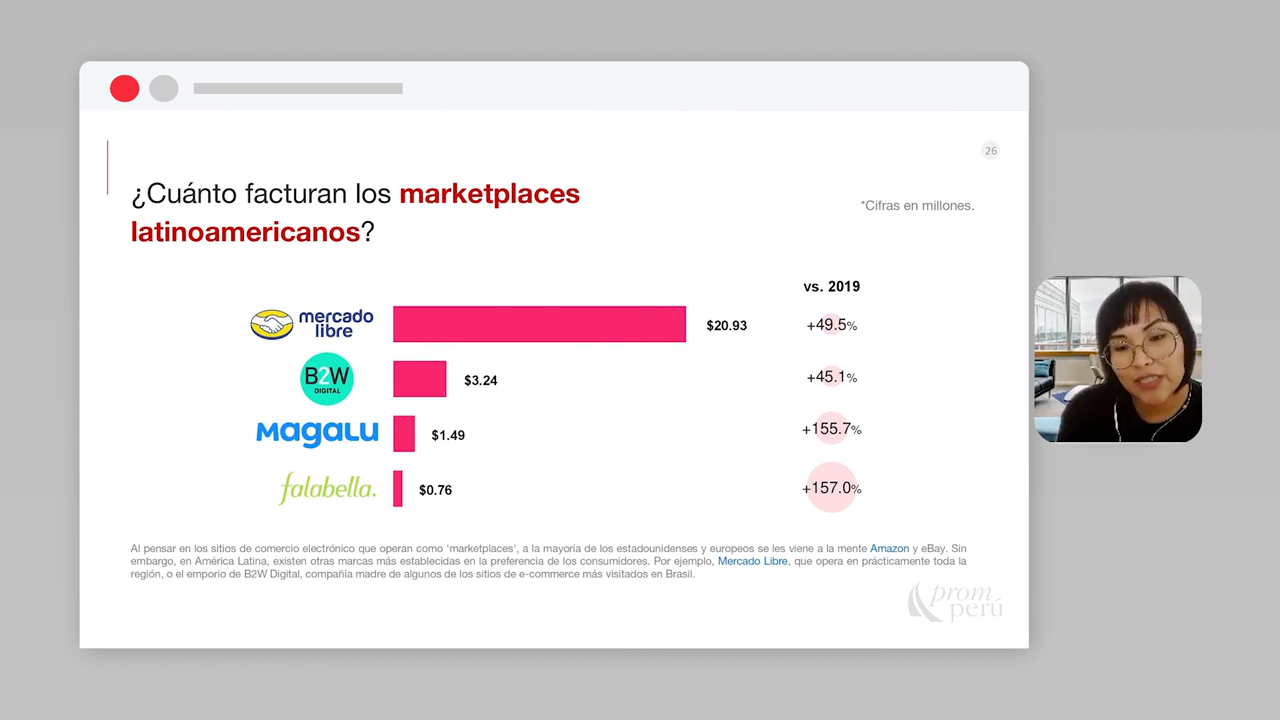 26
¿Cuánto facturan los marketplaces
latinoamericanos?
*Cifras en millones.
vs. 2019
mercado
libre
$20.93
+49.5%
B2W
DIGITAL
$3.24
+45.1%
magalu
$1.49
+155.7%
falabella.
$0.76
+157.0%
Al pensar en los sitios de comercio electrónico que operan como 'marketplaces', a la mayoría de los estadounidenses y europeos se les viene a la mente Amazon y eBay. Sin
embargo, en América Latina, existen otras marcas más establecidas en la preferencia de los consumidores. Por ejemplo, Mercado Libre, que opera en prácticamente toda la
región, o el emporio de B2W Digital, compañía madre de algunos de los sitios de e-commerce más visitados en Brasil.
prom
perú